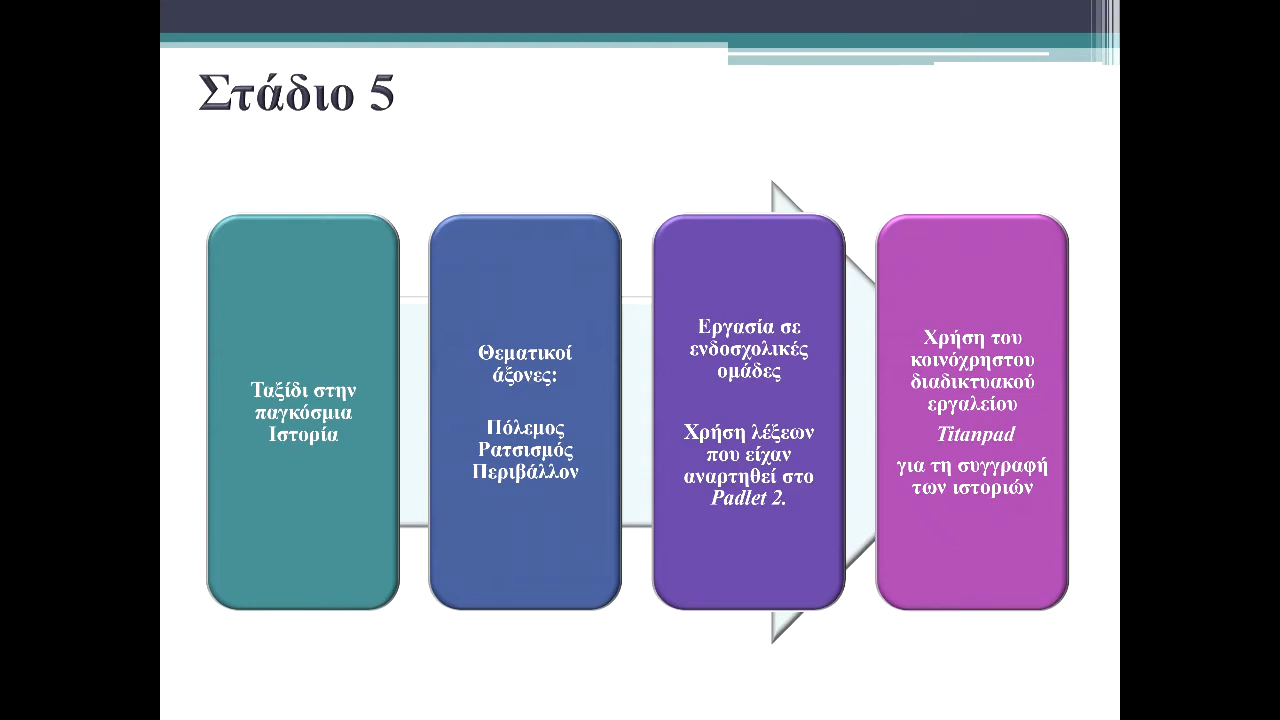 Στάδιο 5
Ταξίδι στην
παγκόσμια
Ιστορία
Θεματικοί
άξονες:
Πόλεμος
Ρατσισμός
Περιβάλλον
Εργασία σε
ενδοσχολικές
ομάδες
Χρήση λέξεων
που είχαν
αναρτηθεί στο
Padlet 2.
Χρήση του
κοινόχρηστου
διαδικτυακού
εργαλείου
Titanpad
για τη συγγραφή
των ιστοριών